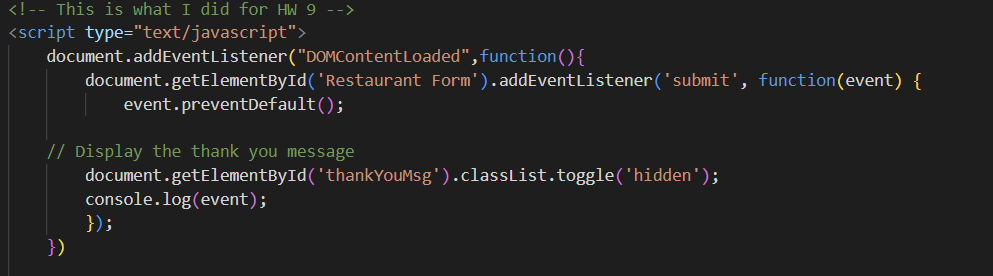 <!-- This is what I did for HW 9 -->
<script type="text/javascript">
document.addEventListener("DOMContentLoaded",function(){
document.getElementById('Restaurant Form').addEventListener('submit', function(event) {
event.preventDefault();
// Display the thank you message
document.getElementById('thankYouMsg').classList.toggle('hidden');
console.log(event);
});
})